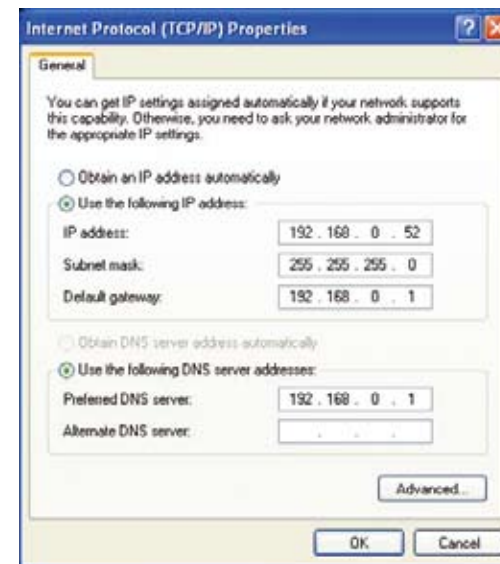 Internet Protocol (TCP/IP) Properties
General
You can get IP settings assigned automatically if your network supports
this capability. Otherwise, you need to ask your network administrator for
the appropriate IP settings.
Obtain an IP address automatically
Use the following IP address:
IP address: 192 . 168 . 0 . 52
Subnet mask: 255 . 255 . 255 . 0
Default gateway: 192 . 168 . 0 . 1
Obtain DNS server address automatically
Use the following DNS server addresses:
Preferred DNS server: 192 . 168 . 0 . 1
Alternate DNS server: . . .
Advanced...
OK Cancel